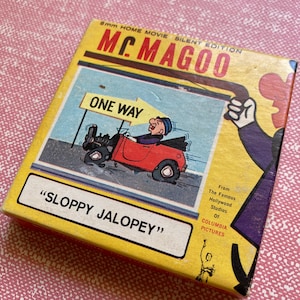 8mm HOME MOVIE SILENT EDITION
Mr. MAGOO
ONE WAY
"SLOPPY JALOPEY"
From
The Famous
Hollywood
Studios
Of
COLUMBIA
PICTURES